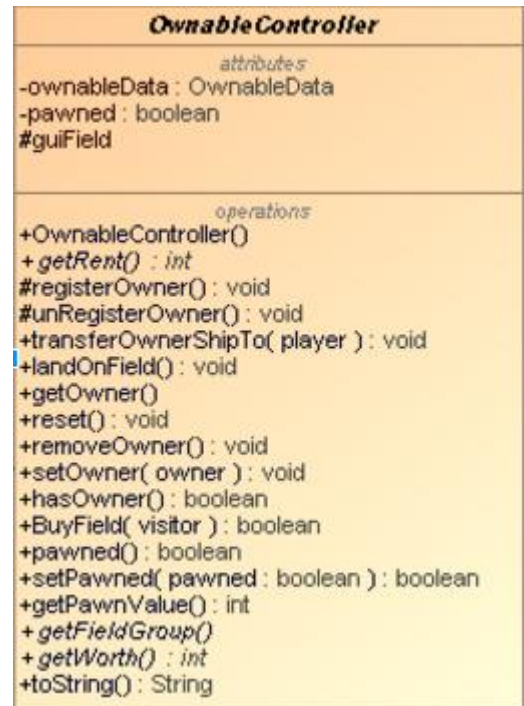 OwnableController
attributes
-ownableData : OwnableData
-pawned : boolean
#guiField
operations
+OwnableController()
+ getRent() : int
#registerOwner() : void
#unRegisterOwner() : void
+transferOwnerShipTo( player ) : void
+landOnField() : void
+getOwner()
+reset() : void
+removeOwner() : void
+setOwner( owner ) : void
+hasOwner() : boolean
+BuyField( visitor ) : boolean
+pawned() : boolean
+setPawned( pawned : boolean ) : boolean
+getPawnValue() : int
+ getFieldGroup()
+ getWorth() : int
+toString() : String